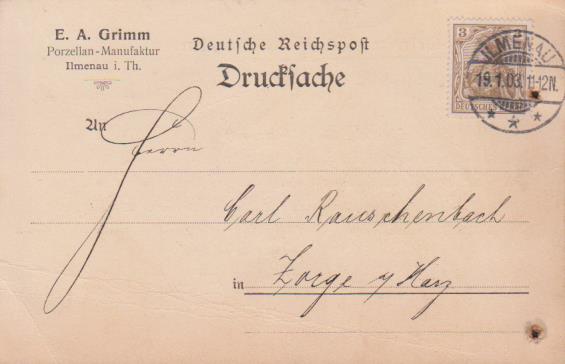 E. A. Grimm
Porzellan-Manufaktur
Ilmenau i. Th.
Deutsche Reichspost
Drucksache
3
DEUTSCHES
ILMENAU
19.1.03. 11-12N.
An
Herrn
Carl Rauschenbach
in Zorge a/Harz